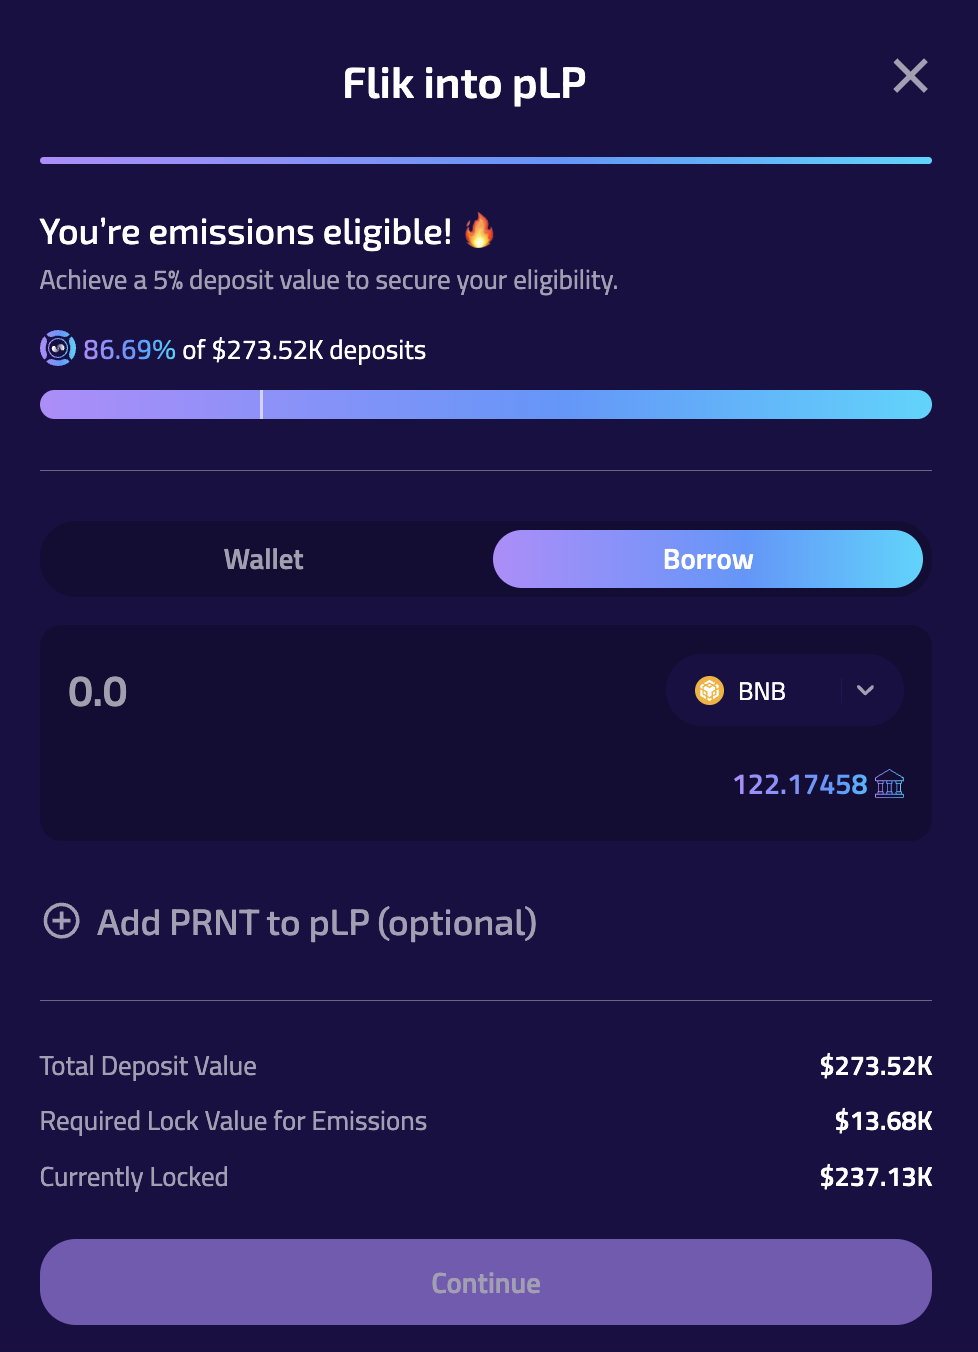 Flik into pLP
You’re emissions eligible! 🔥
Achieve a 5% deposit value to secure your eligibility.
86.69% of $273.52K deposits
Wallet
Borrow
0.0
BNB
122.17458
Add PRNT to pLP (optional)
Total Deposit Value $273.52K
Required Lock Value for Emissions $13.68K
Currently Locked $237.13K
Continue